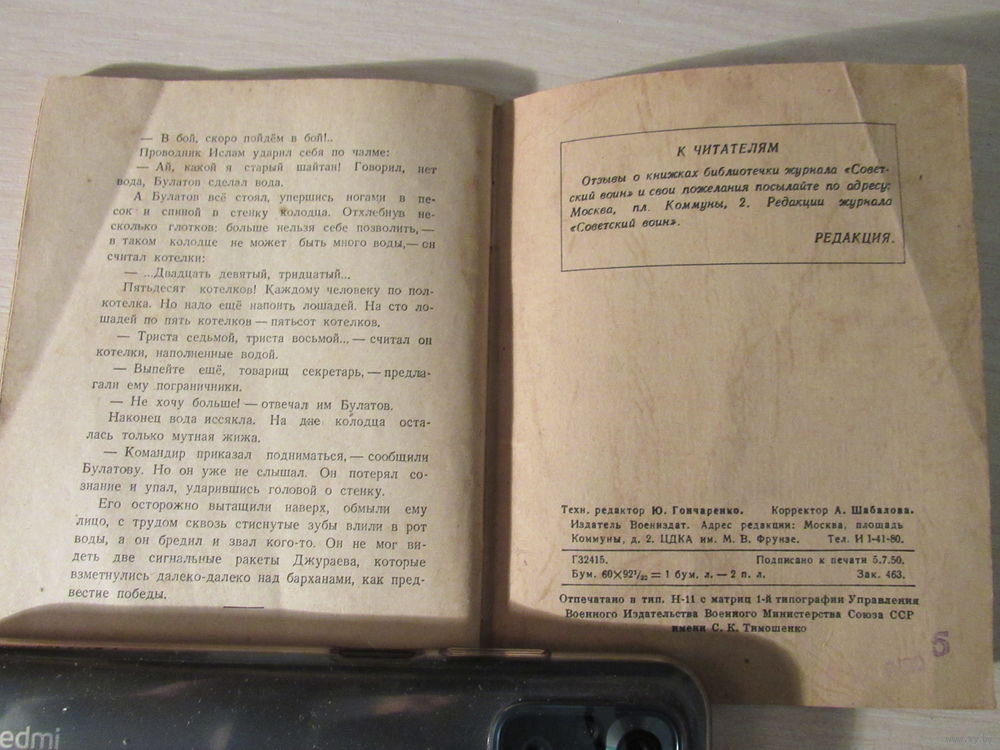 — В бой, скоро пойдём в бой!..
Проводник Ислам ударил себя по чалме:
— Ай, какой я старый шайтан! Говорил, нет
вода, Булатов сделал вода.
А Булатов всё стоял, упершись ногами в пе-
сок и спиной в стенку колодца. Отхлебнув не-
сколько глотков: больше нельзя себе позволить,—
в таком колодце не может быть много воды,— он
считал котелки:
— ...Двадцать девятый, тридцатый...
Пятьдесят котелков! Каждому человеку по пол-
котелка. Но надо ещё напоить лошадей. На сто ло-
шадей по пять котелков — пятьсот котелков.
— Триста седьмой, триста восьмой... — считал он
котелки, наполненные водой.
— Выпейте ещё, товарищ секретарь, — предла-
гали ему пограничники.
— Не хочу больше! — отвечал им Булатов.
Наконец вода иссякла. На дне колодца оста-
лась только мутная жижа.
— Командир приказал подниматься, — сообщили
Булатову. Но он уже не слышал. Он потерял со-
знание и упал, ударившись головой о стенку.
Его осторожно вытащили наверх, обмыли ему
лицо, с трудом сквозь стиснутые зубы влили в рот
воды, а он бредил и звал кого-то. Он не мог ви-
деть две сигнальные ракеты Джураева, которые
взметнулись далеко-далеко над барханами, как пред-
вестие победы.
К ЧИТАТЕЛЯМ
Отзывы о книжках библиотечки журнала «Совет-
ский воин» и свои пожелания посылайте по адресу:
Москва, пл. Коммуны, 2. Редакции журнала
«Советский воин».
РЕДАКЦИЯ.
Техн. редактор Ю. Гончаренко. Корректор А. Шабалова.
Издатель Воениздат. Адрес редакции: Москва, площадь
Коммуны, д. 2. ЦДКА им. М. В. Фрунзе. Тел. И 1-41-80.
Г32415. Подписано к печати 5.7.50.
Бум. 60×92¹/₃₂ = 1 бум. л. — 2 п. л. Зак. 463.
Отпечатано в тип. Н-11 с матриц 1-й типографии Управления
Военного Издательства Военного Министерства Союза ССР
имени С. К. Тимошенко
5
edmi